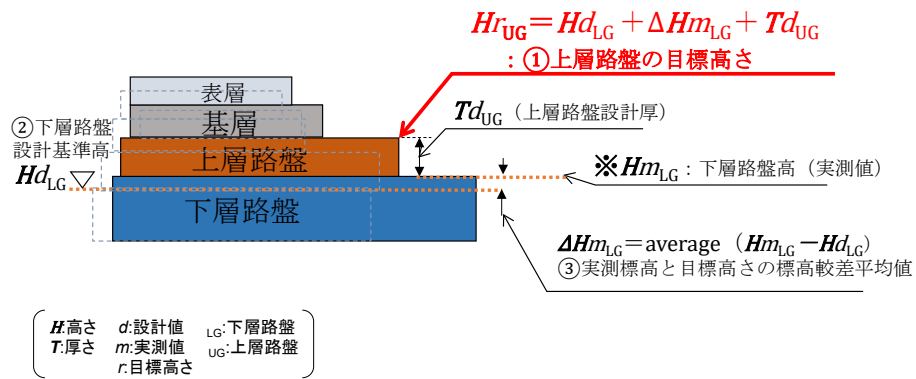 Hr_UG＝Hd_LG＋ΔHm_LG＋Td_UG
：①上層路盤の目標高さ
表層
基層
上層路盤
下層路盤
②下層路盤
設計基準高
Hd_LG ▽
Td_UG（上層路盤設計厚）
※Hm_LG：下層路盤高（実測値）
ΔHm_LG＝average（Hm_LG－Hd_LG）
③実測標高と目標高さの標高較差平均値
H:高さ d:設計値 LG:下層路盤
T:厚さ m:実測値 UG:上層路盤
r:目標高さ